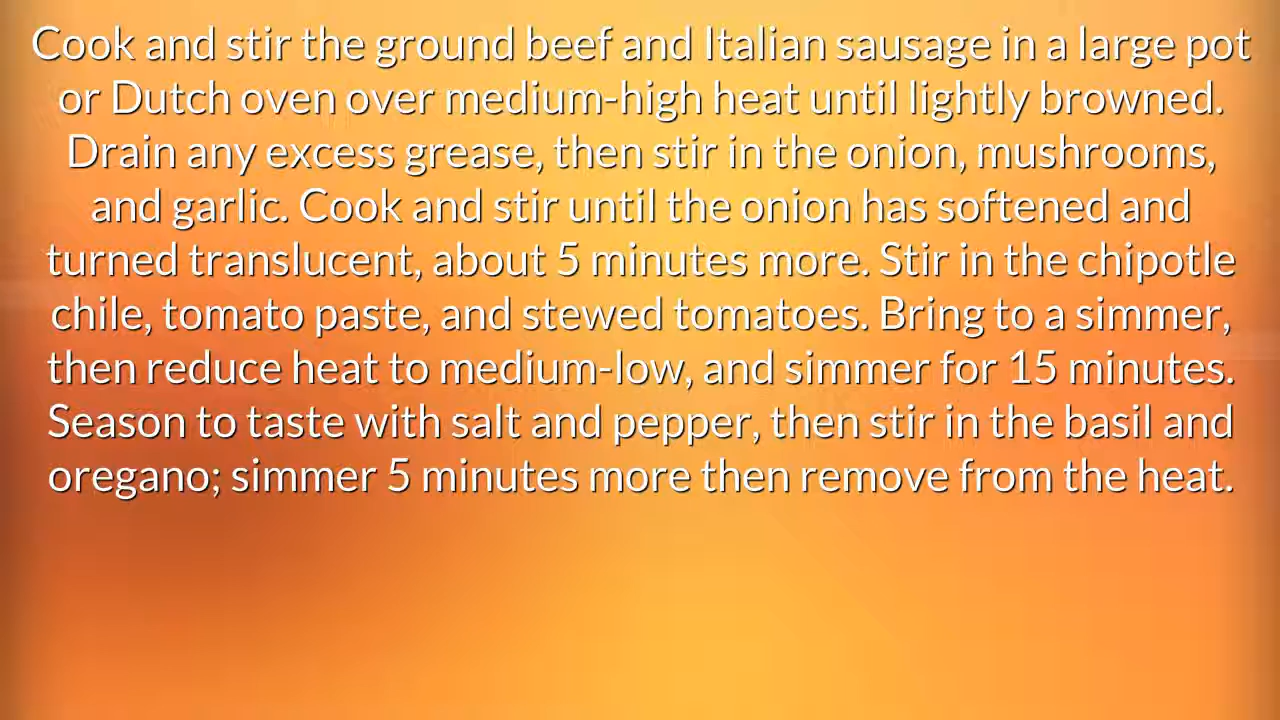 Cook and stir the ground beef and Italian sausage in a large pot
or Dutch oven over medium-high heat until lightly browned.
Drain any excess grease, then stir in the onion, mushrooms,
and garlic. Cook and stir until the onion has softened and
turned translucent, about 5 minutes more. Stir in the chipotle
chile, tomato paste, and stewed tomatoes. Bring to a simmer,
then reduce heat to medium-low, and simmer for 15 minutes.
Season to taste with salt and pepper, then stir in the basil and
oregano; simmer 5 minutes more then remove from the heat.